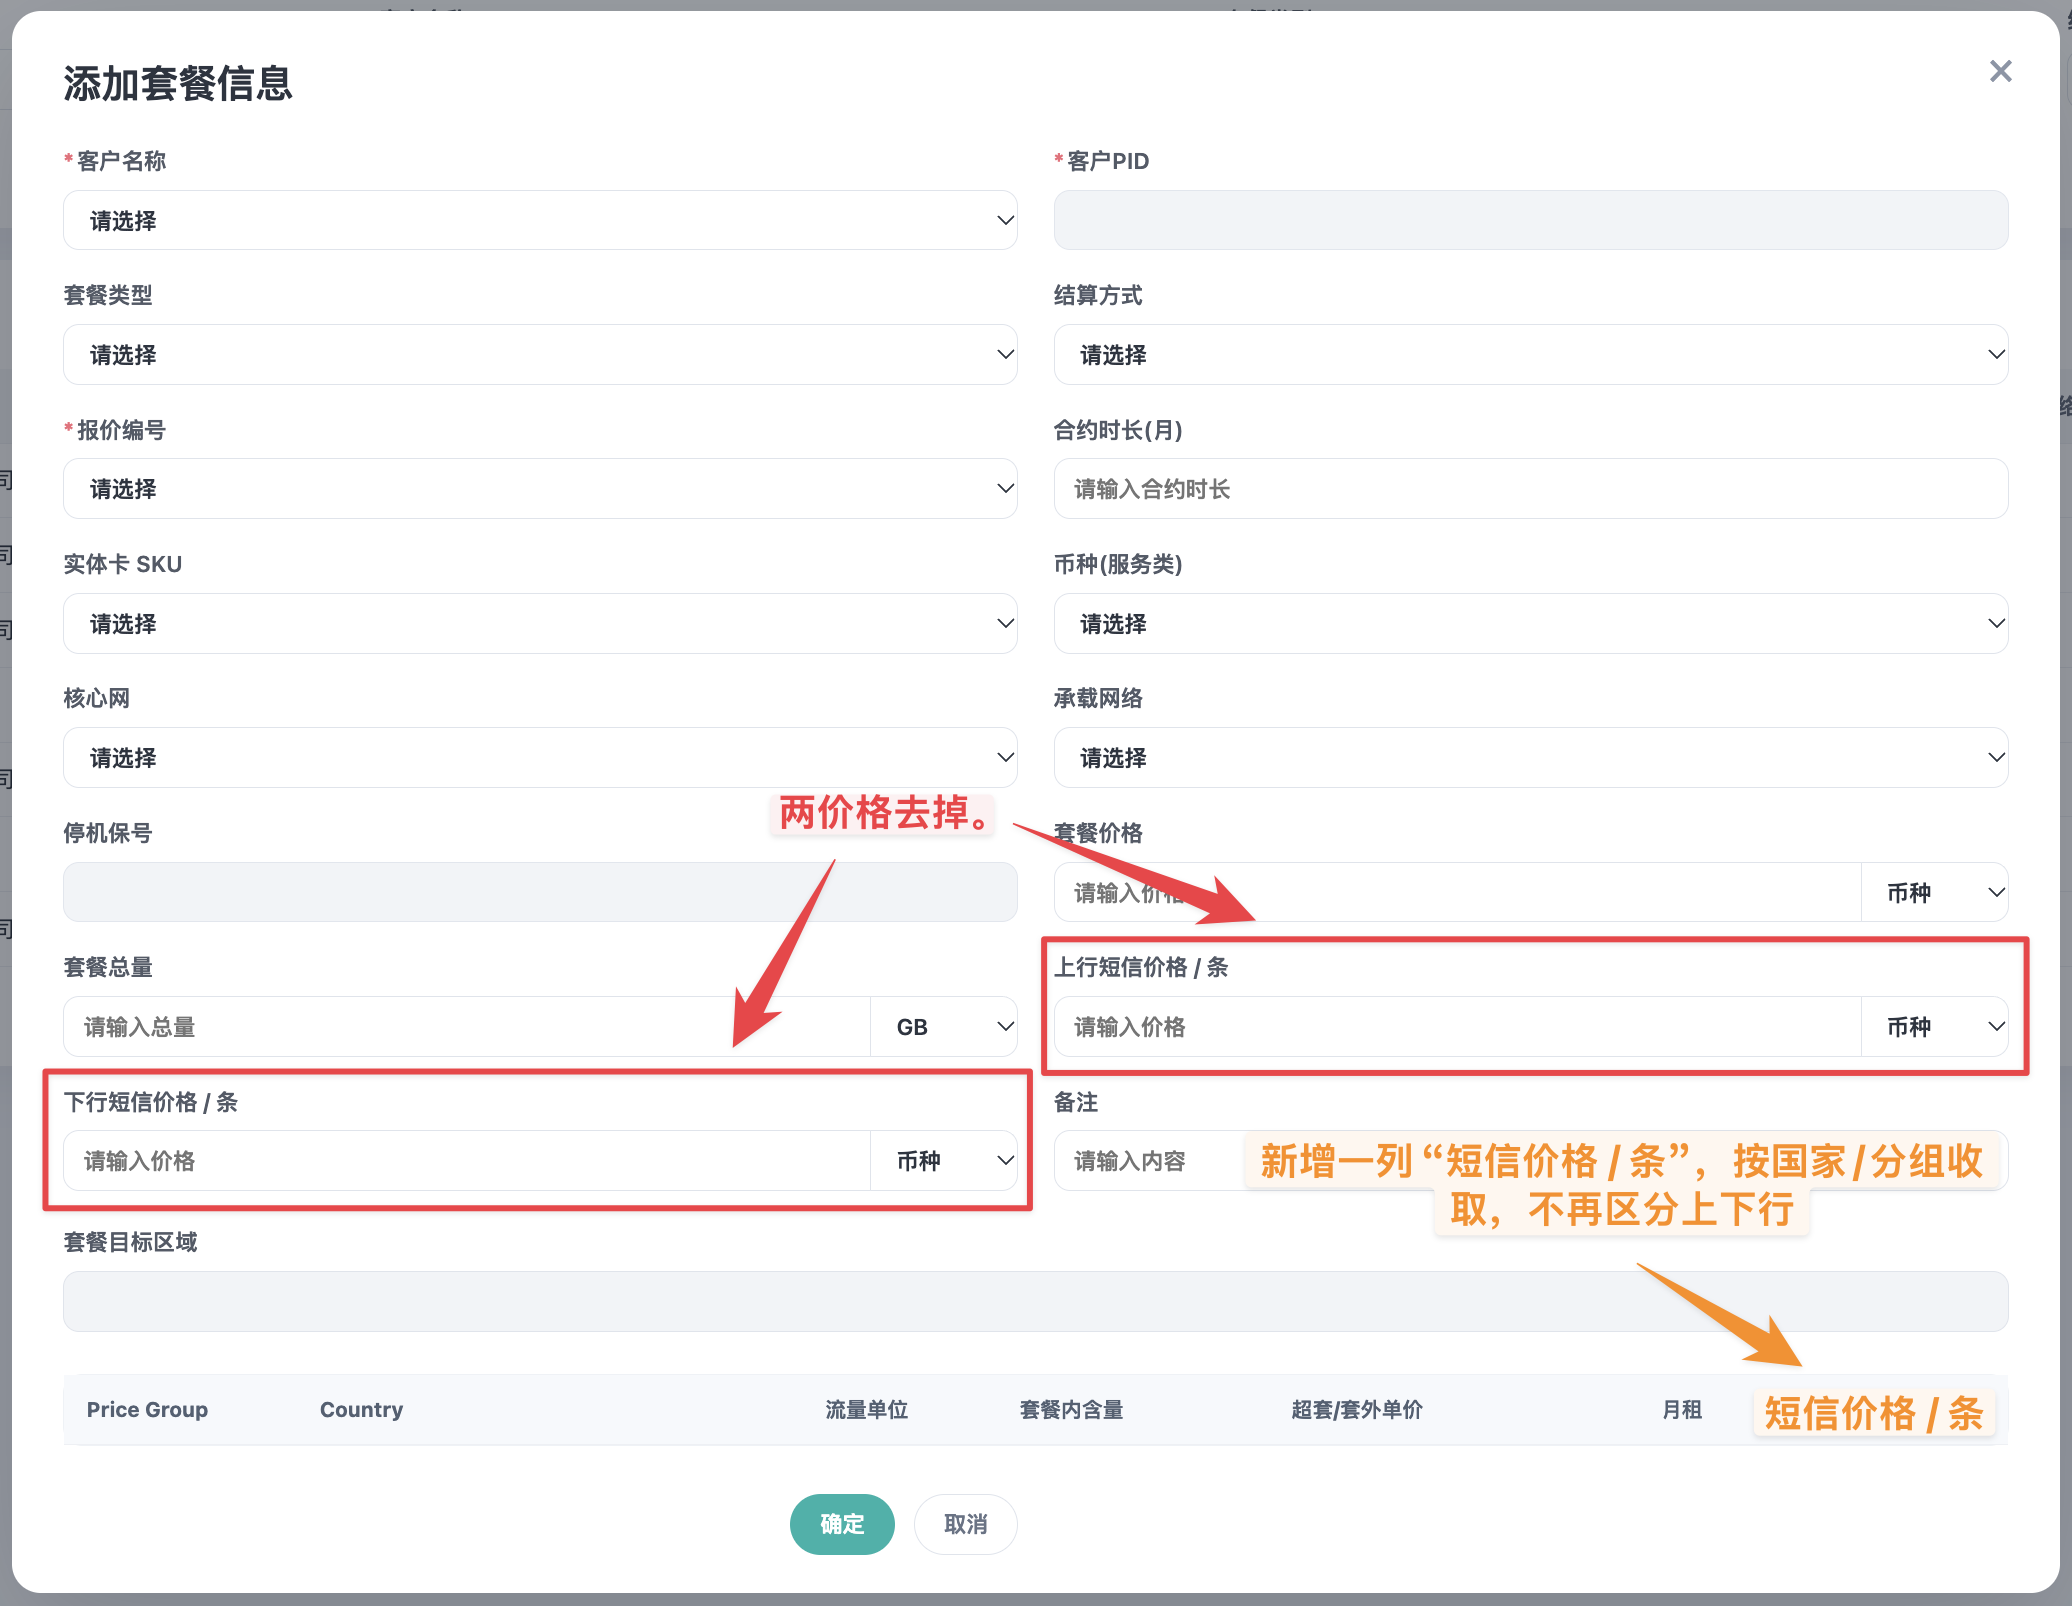 添加套餐信息
* 客户名称
* 客户PID
请选择
套餐类型
结算方式
请选择
请选择
* 报价编号
合约时长(月)
请选择
请输入合约时长
实体卡 SKU
币种(服务类)
请选择
请选择
核心网
承载网络
请选择
请选择
两价格去掉。
停机保号
套餐价格
请输入价格
币种
套餐总量
上行短信价格 / 条
请输入总量
GB
请输入价格
币种
下行短信价格 / 条
备注
请输入价格
币种
请输入内容
新增一列“短信价格 / 条”，按国家 / 分组收
取，不再区分上下行
套餐目标区域
Price Group
Country
流量单位
套餐内含量
超套/套外单价
月租
短信价格 / 条
确定
取消